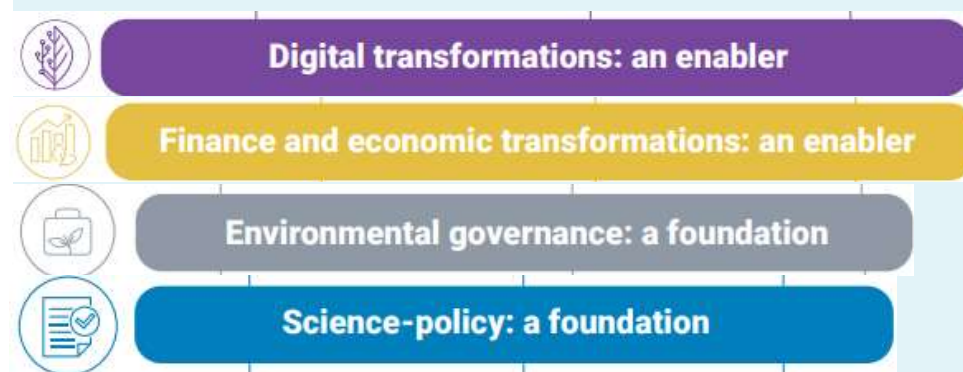 Digital transformations: an enabler
Finance and economic transformations: an enabler
Environmental governance: a foundation
Science-policy: a foundation